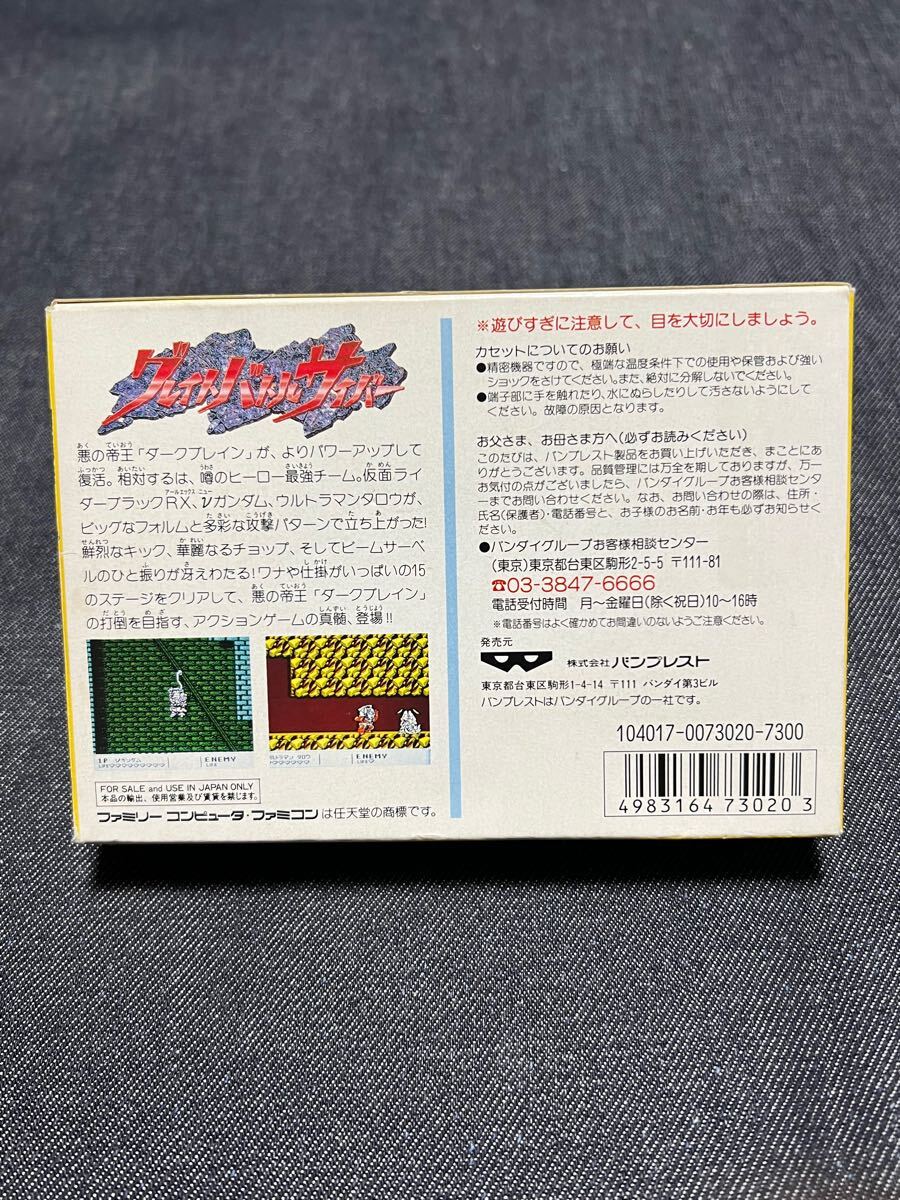 グレイトバトルサイバー
悪の帝王「ダークブレイン」が、よりパワーアップして
復活。相対するは、噂のヒーロー最強チーム。仮面ライ
ダーブラックRX、νガンダム、ウルトラマンタロウが、
ビッグなフォルムと多彩な攻撃パターンで立ち上がった!
鮮烈なキック、華麗なるチョップ、そしてビームサーベ
ルのひと振りが冴えわたる!ワナや仕掛がいっぱいの15
のステージをクリアして、悪の帝王「ダークブレイン」
の打倒を目指す、アクションゲームの真髄、登場!!
1P νガンダム ENEMY
LIFE LIFE
ウルトラマン タロウ ENEMY
LIFE
FOR SALE and USE IN JAPAN ONLY
本品の輸出、使用営業及び賃貸を禁じます。
ファミリーコンピュータ・ファミコンは任天堂の商標です。
※遊びすぎに注意して、目を大切にしましょう。
カセットについてのお願い
●精密機器ですので、極端な温度条件下での使用や保管および強い
ショックをさけてください。また、絶対に分解しないでください。
●端子部に手を触れたり、水にぬらしたりして汚さないようにして
ください。故障の原因となります。
お父さま、お母さま方へ(必ずお読みください)
このたびは、バンプレスト製品をお買い上げいただき、まことにあ
りがとうございます。品質管理には万全を期しておりますが、万一
お気付の点がございましたら、バンダイグループお客様相談センタ
ーまでお問い合わせください。なお、お問い合わせの際は、住所・
氏名(保護者)・電話番号と、お子様のお名前・お年も必ずお知らせく
ださい。
●バンダイグループお客様相談センター
(東京)東京都台東区駒形2-5-5 〒111-81
☎03-3847-6666
電話受付時間 月〜金曜日(除く祝日)10〜16時
※電話番号はよく確かめてお間違いのないようご注意ください。
発売元
株式会社バンプレスト
東京都台東区駒形1-4-14 〒111 バンダイ第3ビル
バンプレストはバンダイグループの一社です。
104017-0073020-7300
4983164 73020 3